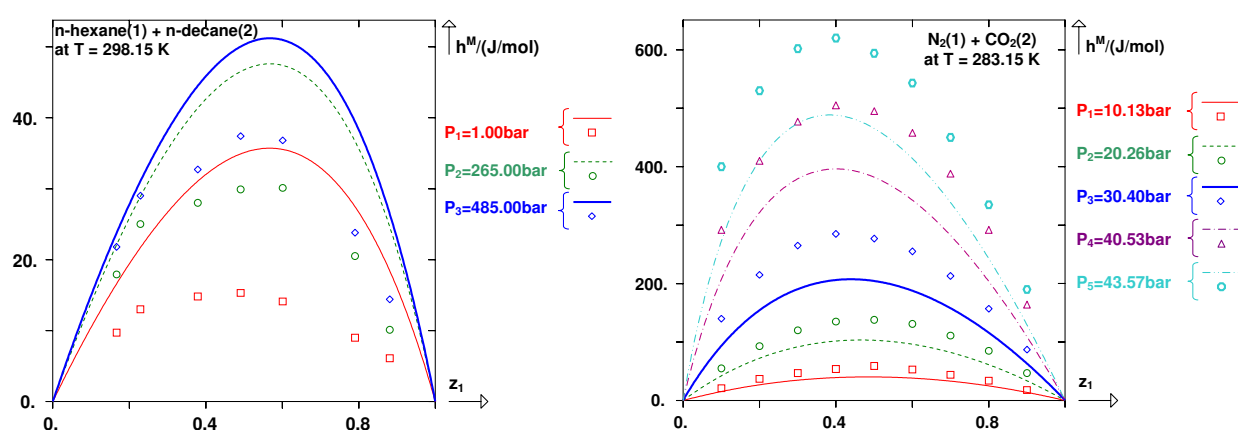 n-hexane(1) + n-decane(2)
at T = 298.15 K
h^M/(J/mol)
40.
20.
0.
P₁=1.00bar
P₂=265.00bar
P₃=485.00bar
z₁
0.
0.4
0.8
N₂(1) + CO₂(2)
at T = 283.15 K
h^M/(J/mol)
600.
400.
200.
0.
P₁=10.13bar
P₂=20.26bar
P₃=30.40bar
P₄=40.53bar
P₅=43.57bar
z₁
0.
0.4
0.8